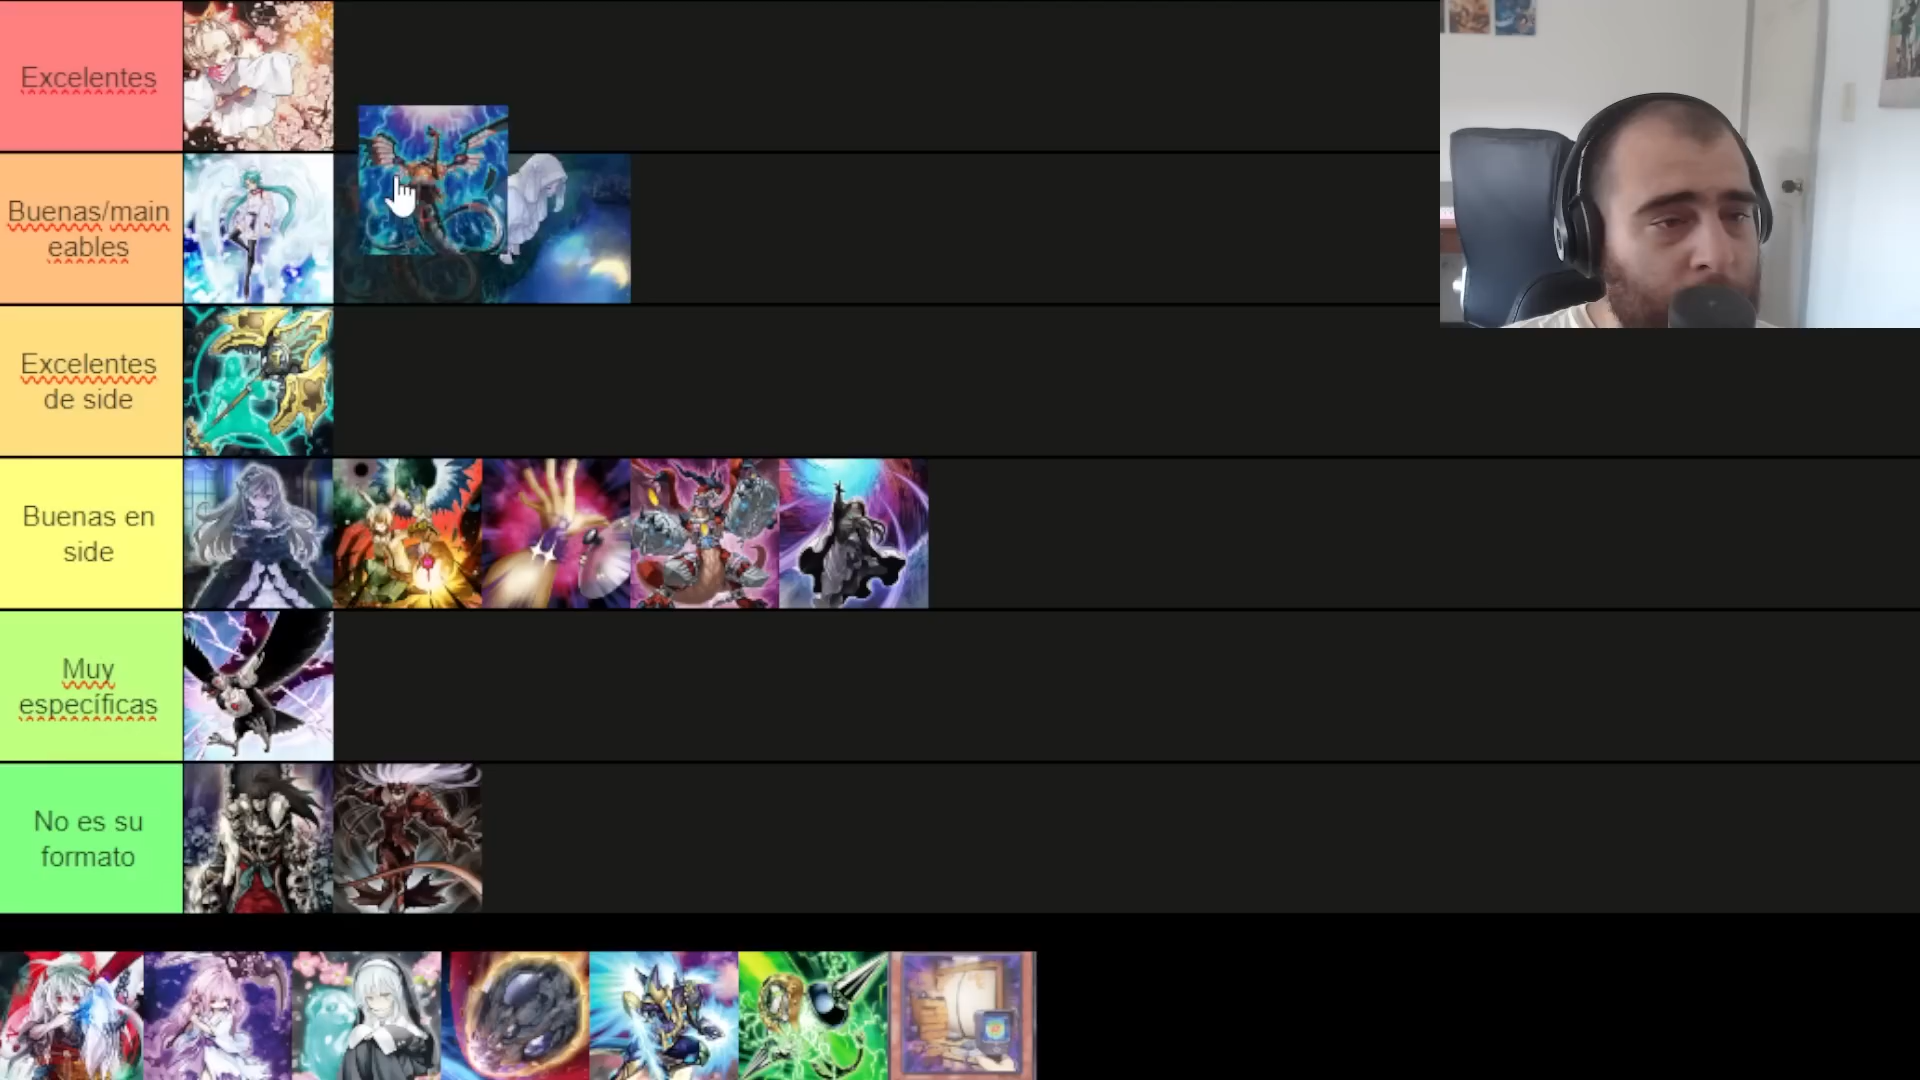 Excelentes
Buenas/main
eables
Excelentes
de side
Buenas en
side
Muy
específicas
No es su
formato